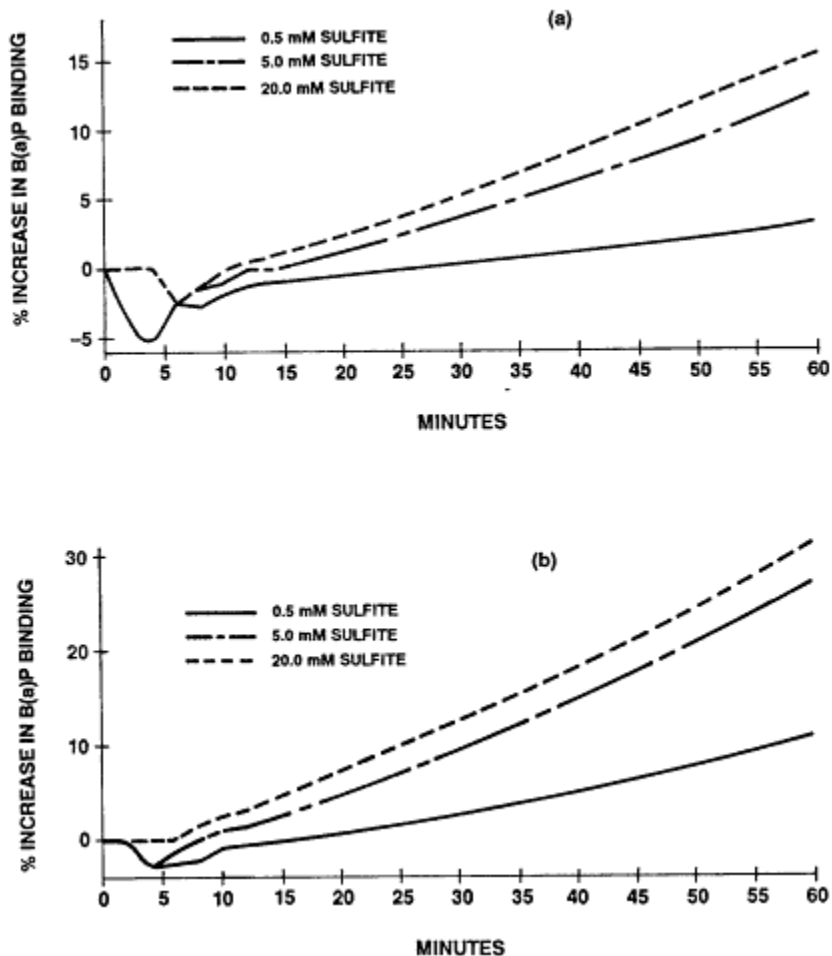 (a)
0.5 mM SULFITE
5.0 mM SULFITE
20.0 mM SULFITE
% INCREASE IN B(a)P BINDING
15
10
5
0
–5
0 5 10 15 20 25 30 35 40 45 50 55 60
MINUTES
(b)
0.5 mM SULFITE
5.0 mM SULFITE
20.0 mM SULFITE
% INCREASE IN B(a)P BINDING
30
20
10
0
0 5 10 15 20 25 30 35 40 45 50 55 60
MINUTES